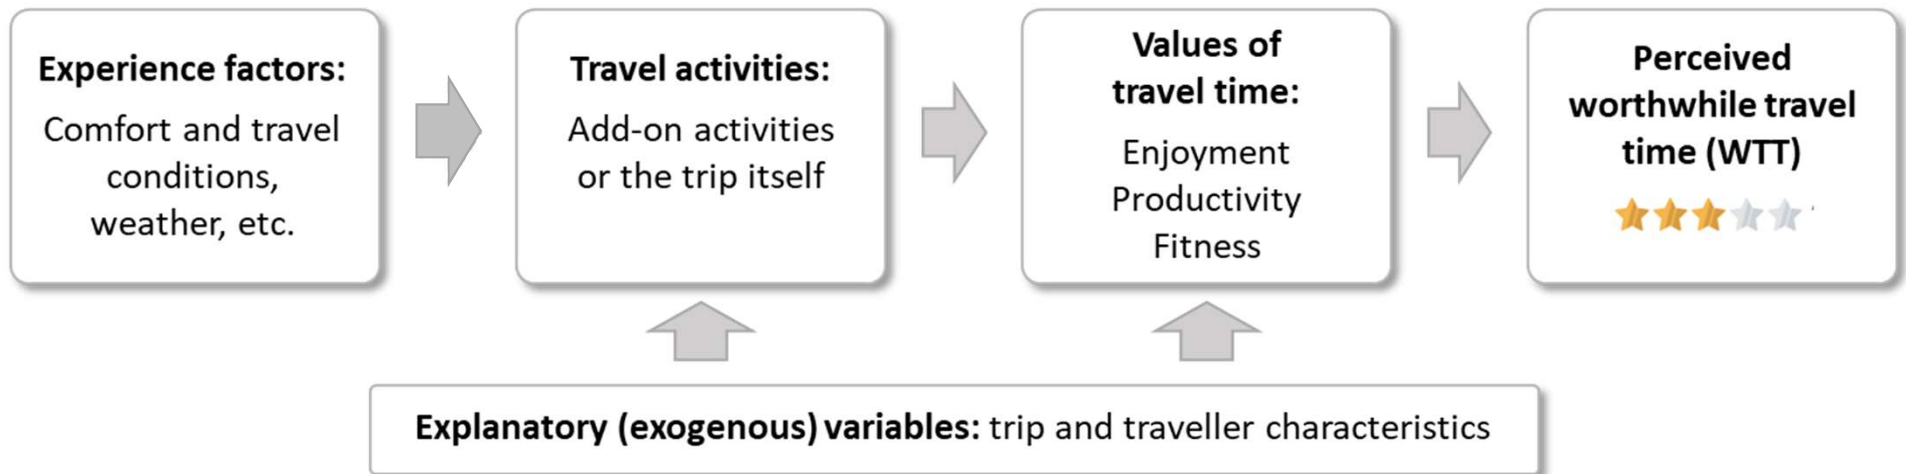 Experience factors:
Comfort and travel
conditions,
weather, etc.
Travel activities:
Add-on activities
or the trip itself
Values of
travel time:
Enjoyment
Productivity
Fitness
Perceived
worthwhile travel
time (WTT)
Explanatory (exogenous) variables: trip and traveller characteristics